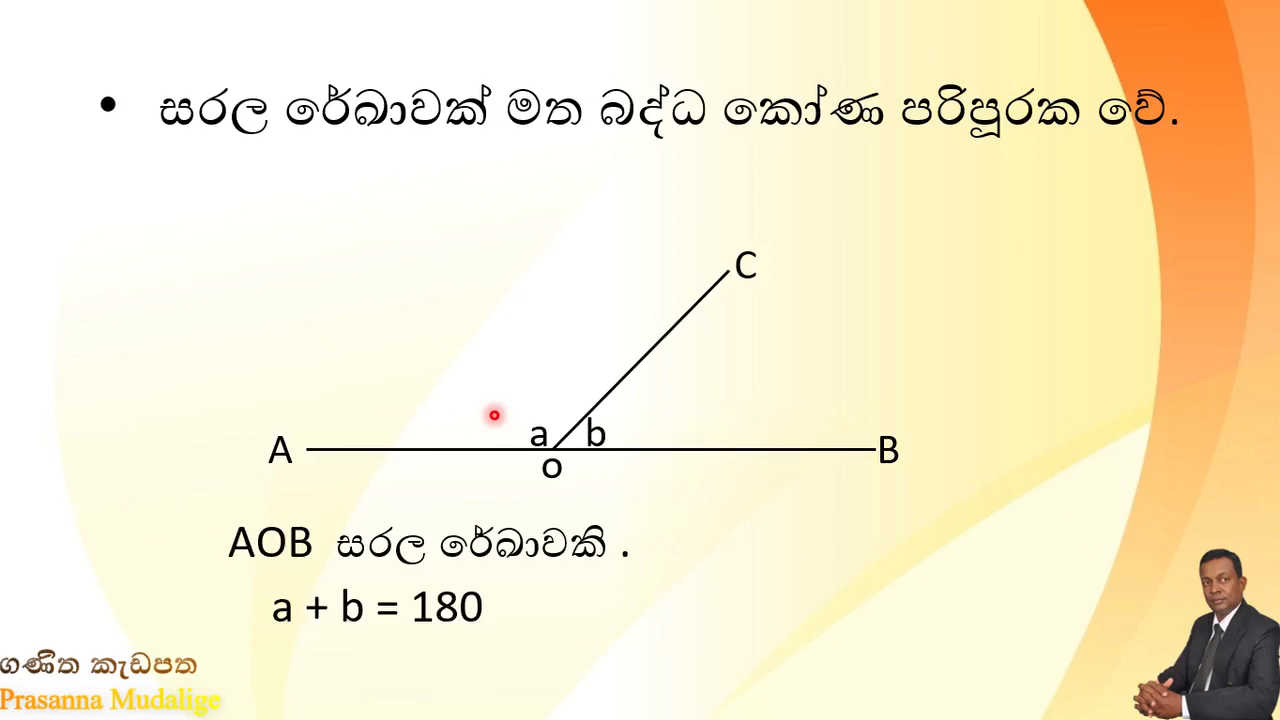 • සරල රේඛාවක් මත බද්ධ කෝණ පරිපූරක වේ.
C
a b
A B
o
AOB සරල රේඛාවකි .
a + b = 180
ගණිත කැඩපත
Prasanna Mudalige